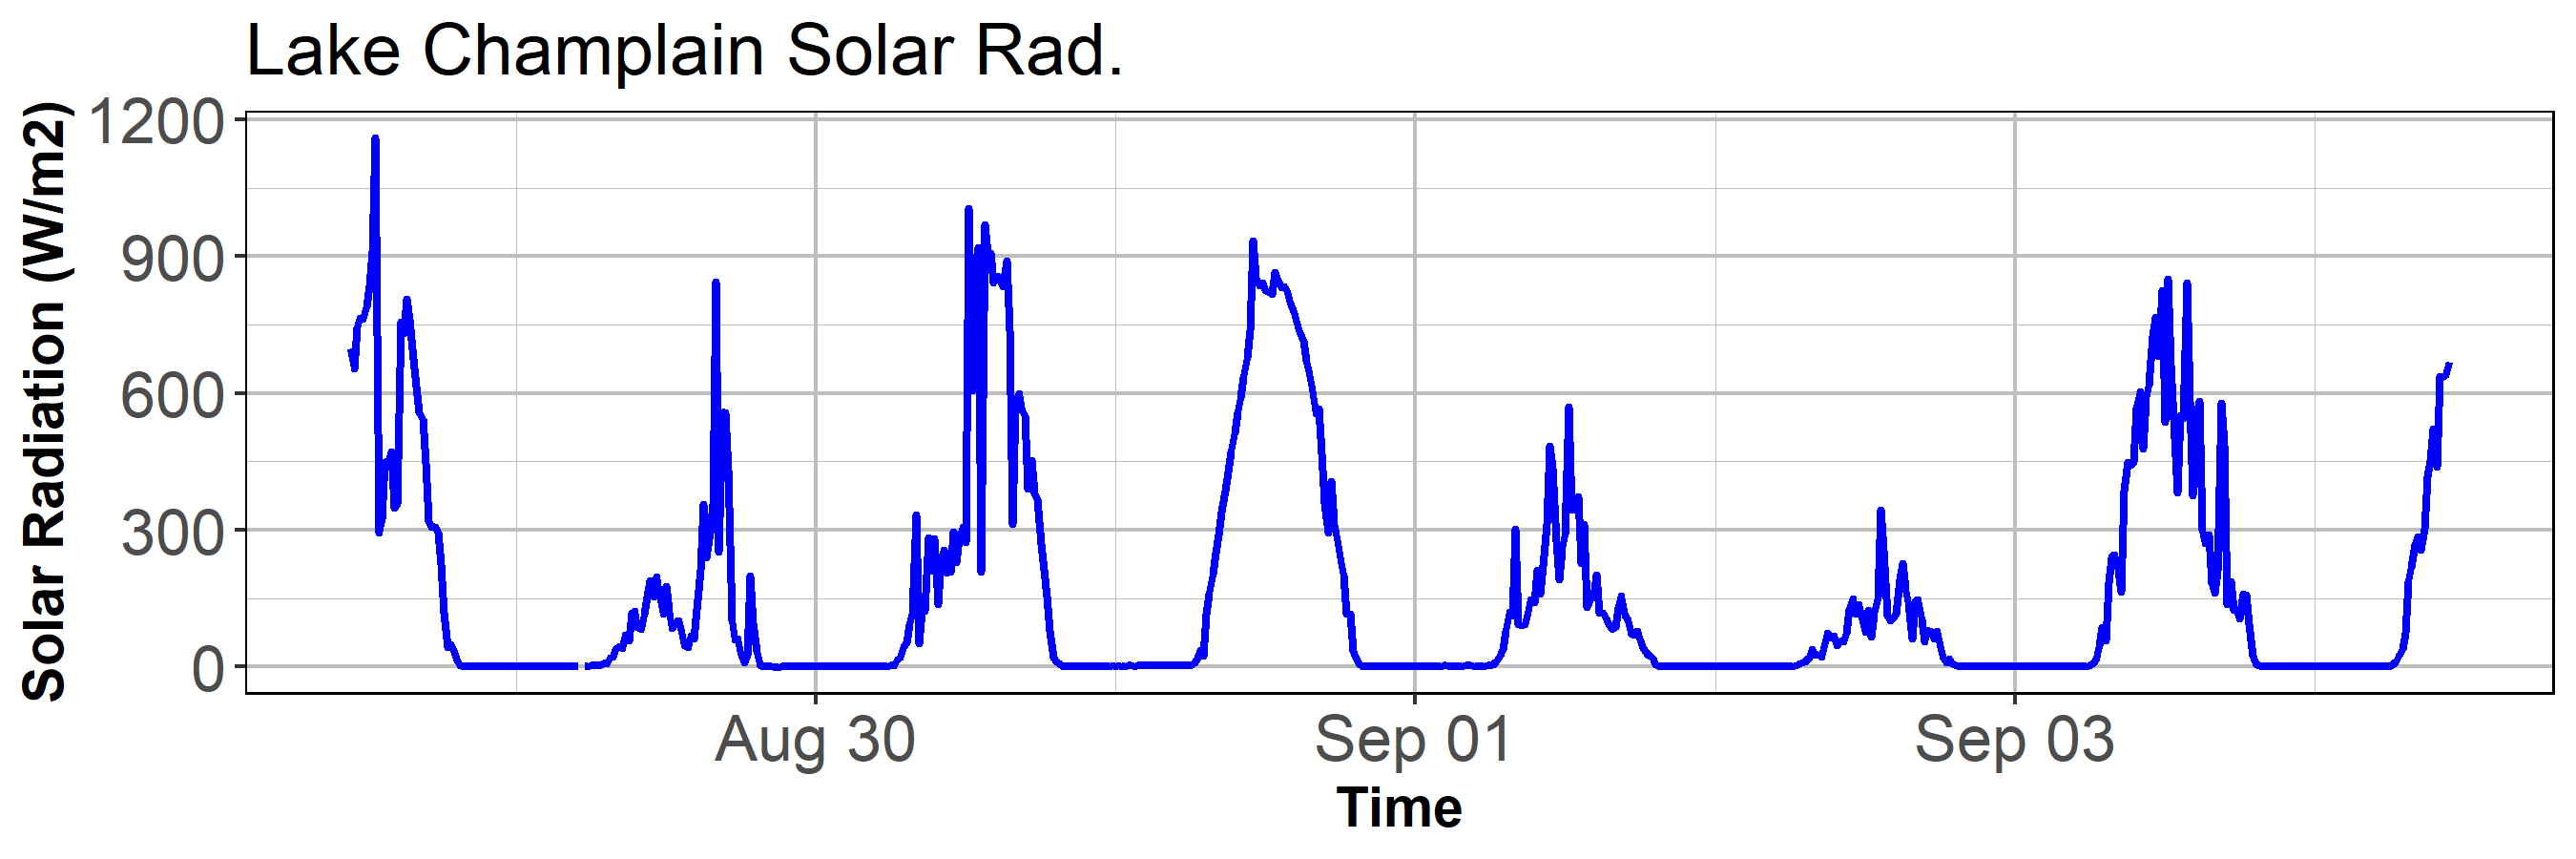 Lake Champlain Solar Rad.
Solar Radiation (W/m2)
1200
900
600
300
0
Aug 30
Sep 01
Sep 03
Time